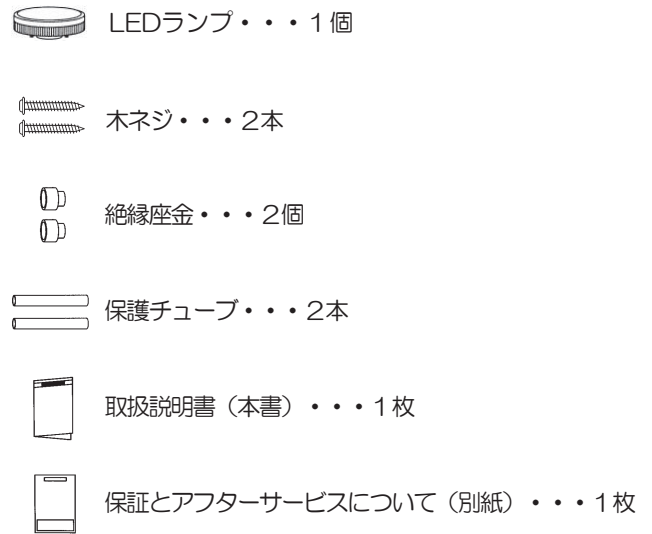 LEDランプ・・・1個
木ネジ・・・2本
絶縁座金・・・2個
保護チューブ・・・2本
取扱説明書（本書）・・・1枚
保証とアフターサービスについて（別紙）・・・1枚